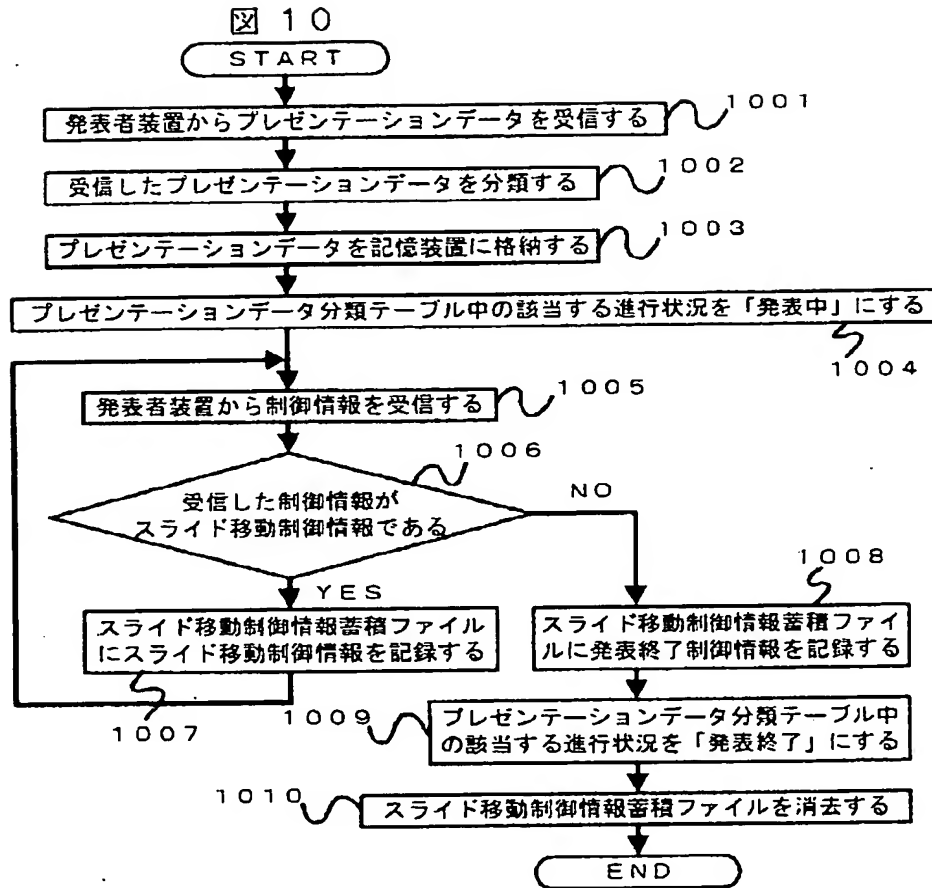 図 10
START
発表者装置からプレゼンテーションデータを受信する
1001
受信したプレゼンテーションデータを分類する
1002
プレゼンテーションデータを記憶装置に格納する
1003
プレゼンテーションデータ分類テーブル中の該当する進行状況を「発表中」にする
1004
発表者装置から制御情報を受信する
1005
1006
受信した制御情報が
スライド移動制御情報である
NO
YES
1008
スライド移動制御情報蓄積ファイル
にスライド移動制御情報を記録する
1007
スライド移動制御情報蓄積ファイ
ルに発表終了制御情報を記録する
1009
プレゼンテーションデータ分類テーブル中
の該当する進行状況を「発表終了」にする
1010
スライド移動制御情報蓄積ファイルを消去する
END